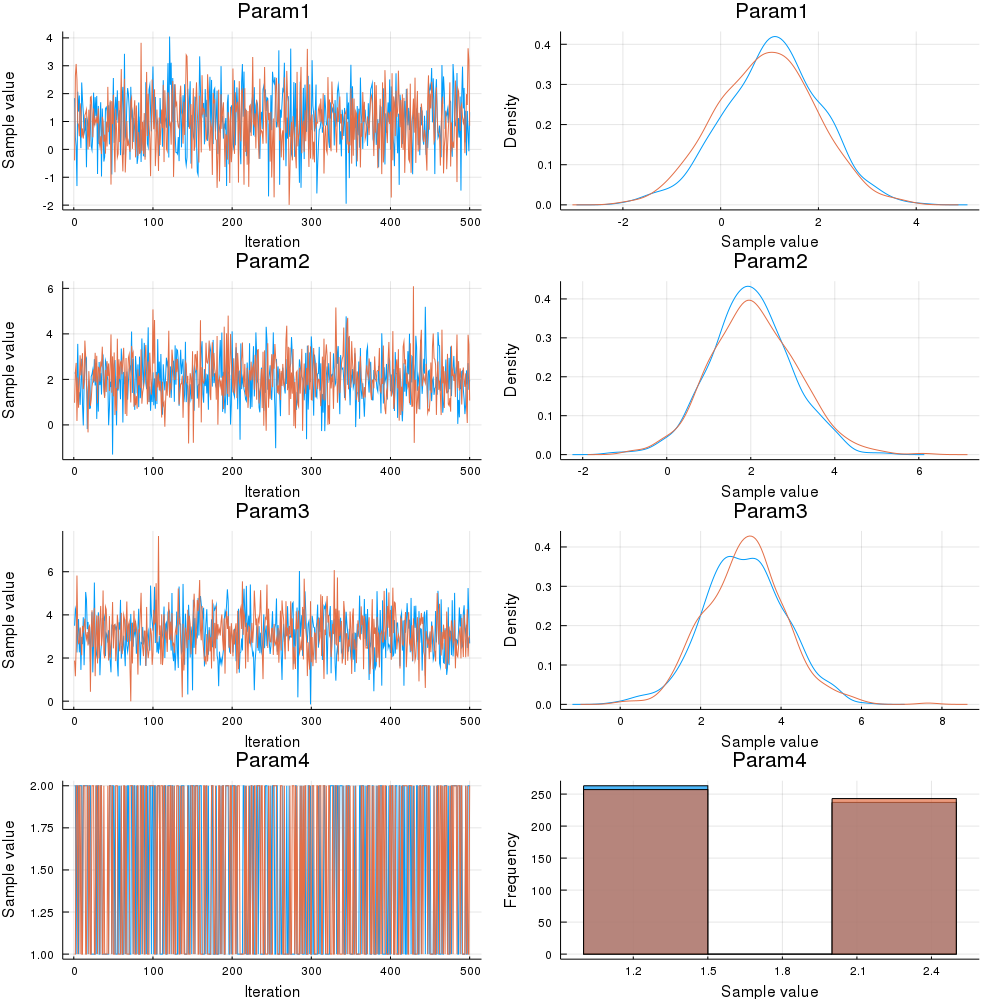 Param1
Param1
4
3
2
1
0
-1
-2
Sample value
0 100 200 300 400 500
Iteration
0.4
0.3
0.2
0.1
0.0
Density
-2 0 2 4
Sample value
Param2
Param2
6
4
2
0
Sample value
0 100 200 300 400 500
Iteration
0.4
0.3
0.2
0.1
0.0
Density
-2 0 2 4 6
Sample value
Param3
Param3
6
4
2
0
Sample value
0 100 200 300 400 500
Iteration
0.4
0.3
0.2
0.1
0.0
Density
0 2 4 6 8
Sample value
Param4
Param4
2.00
1.75
1.50
1.25
1.00
Sample value
0 100 200 300 400 500
Iteration
250
200
150
100
50
0
Frequency
1.2 1.5 1.8 2.1 2.4
Sample value